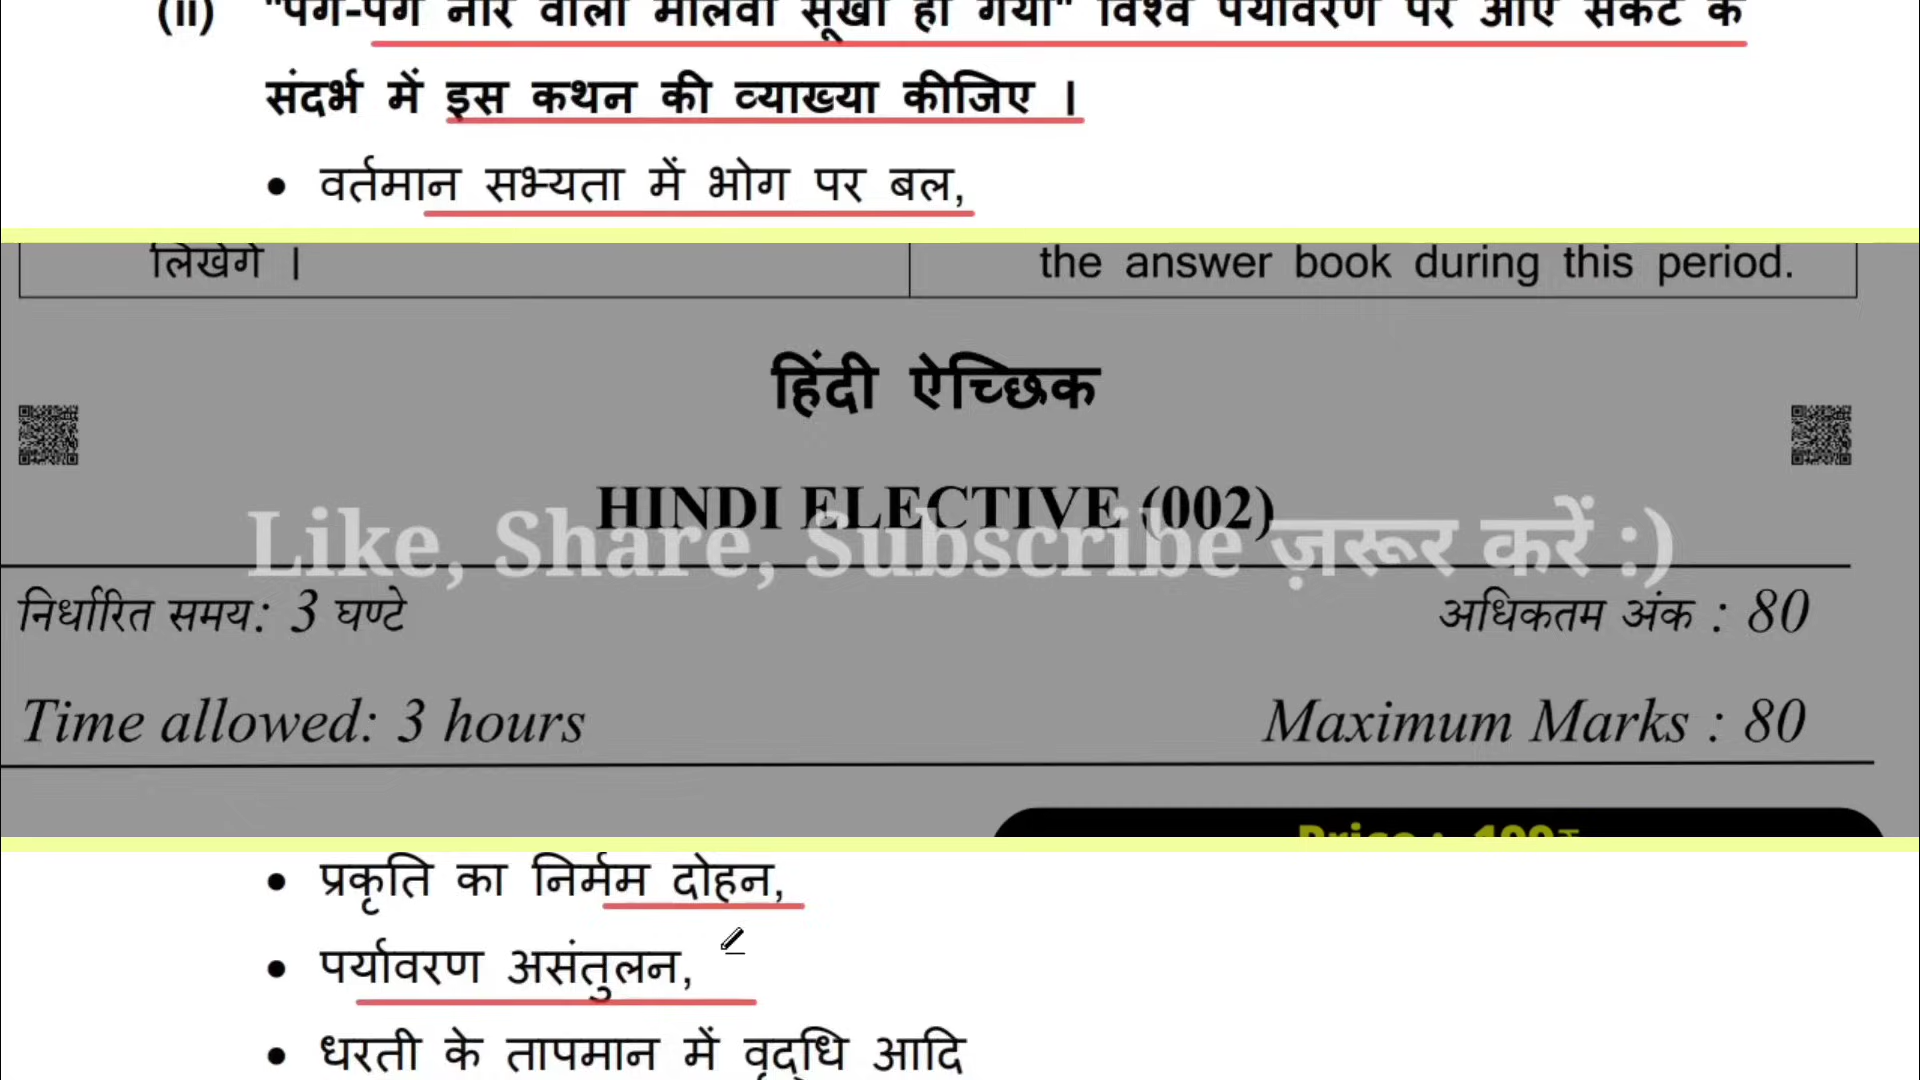 (ii) "पग-पग नीर वाला मालवा सूखा हो गया" विश्व पर्यावरण पर आए संकट के
संदर्भ में इस कथन की व्याख्या कीजिए ।
• वर्तमान सभ्यता में भोग पर बल,
लिखेंगे ।
the answer book during this period.
हिंदी ऐच्छिक
HINDI ELECTIVE (002)
Like, Share, Subscribe ज़रूर करें :)
निर्धारित समय: 3 घण्टे
अधिकतम अंक : 80
Time allowed: 3 hours
Maximum Marks : 80
• प्रकृति का निर्मम दोहन,
• पर्यावरण असंतुलन,
• धरती के तापमान में वृद्धि आदि